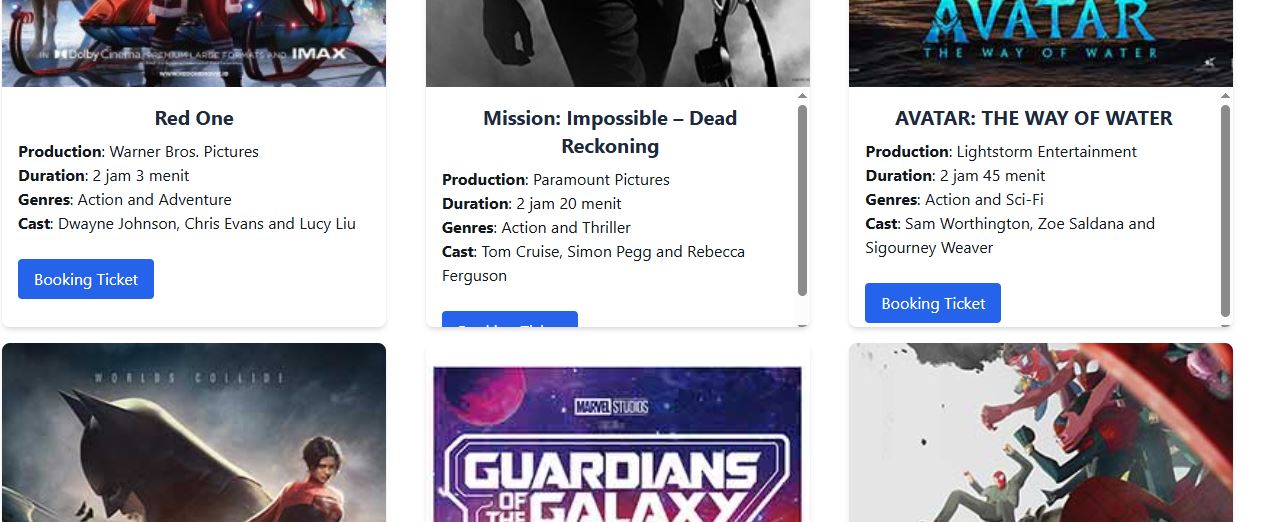 IN Dolby Cinema, PREMIUM LARGE FORMATS AND IMAX
www.redonemovie.id
AVATAR
THE WAY OF WATER
Red One
Production: Warner Bros. Pictures
Duration: 2 jam 3 menit
Genres: Action and Adventure
Cast: Dwayne Johnson, Chris Evans and Lucy Liu
Booking Ticket
Mission: Impossible – Dead
Reckoning
Production: Paramount Pictures
Duration: 2 jam 20 menit
Genres: Action and Thriller
Cast: Tom Cruise, Simon Pegg and Rebecca
Ferguson
Booking Ticket
AVATAR: THE WAY OF WATER
Production: Lightstorm Entertainment
Duration: 2 jam 45 menit
Genres: Action and Sci-Fi
Cast: Sam Worthington, Zoe Saldana and
Sigourney Weaver
Booking Ticket
WORLDS COLLIDE
MARVEL STUDIOS
GUARDIANS
OF
THE
GALAXY